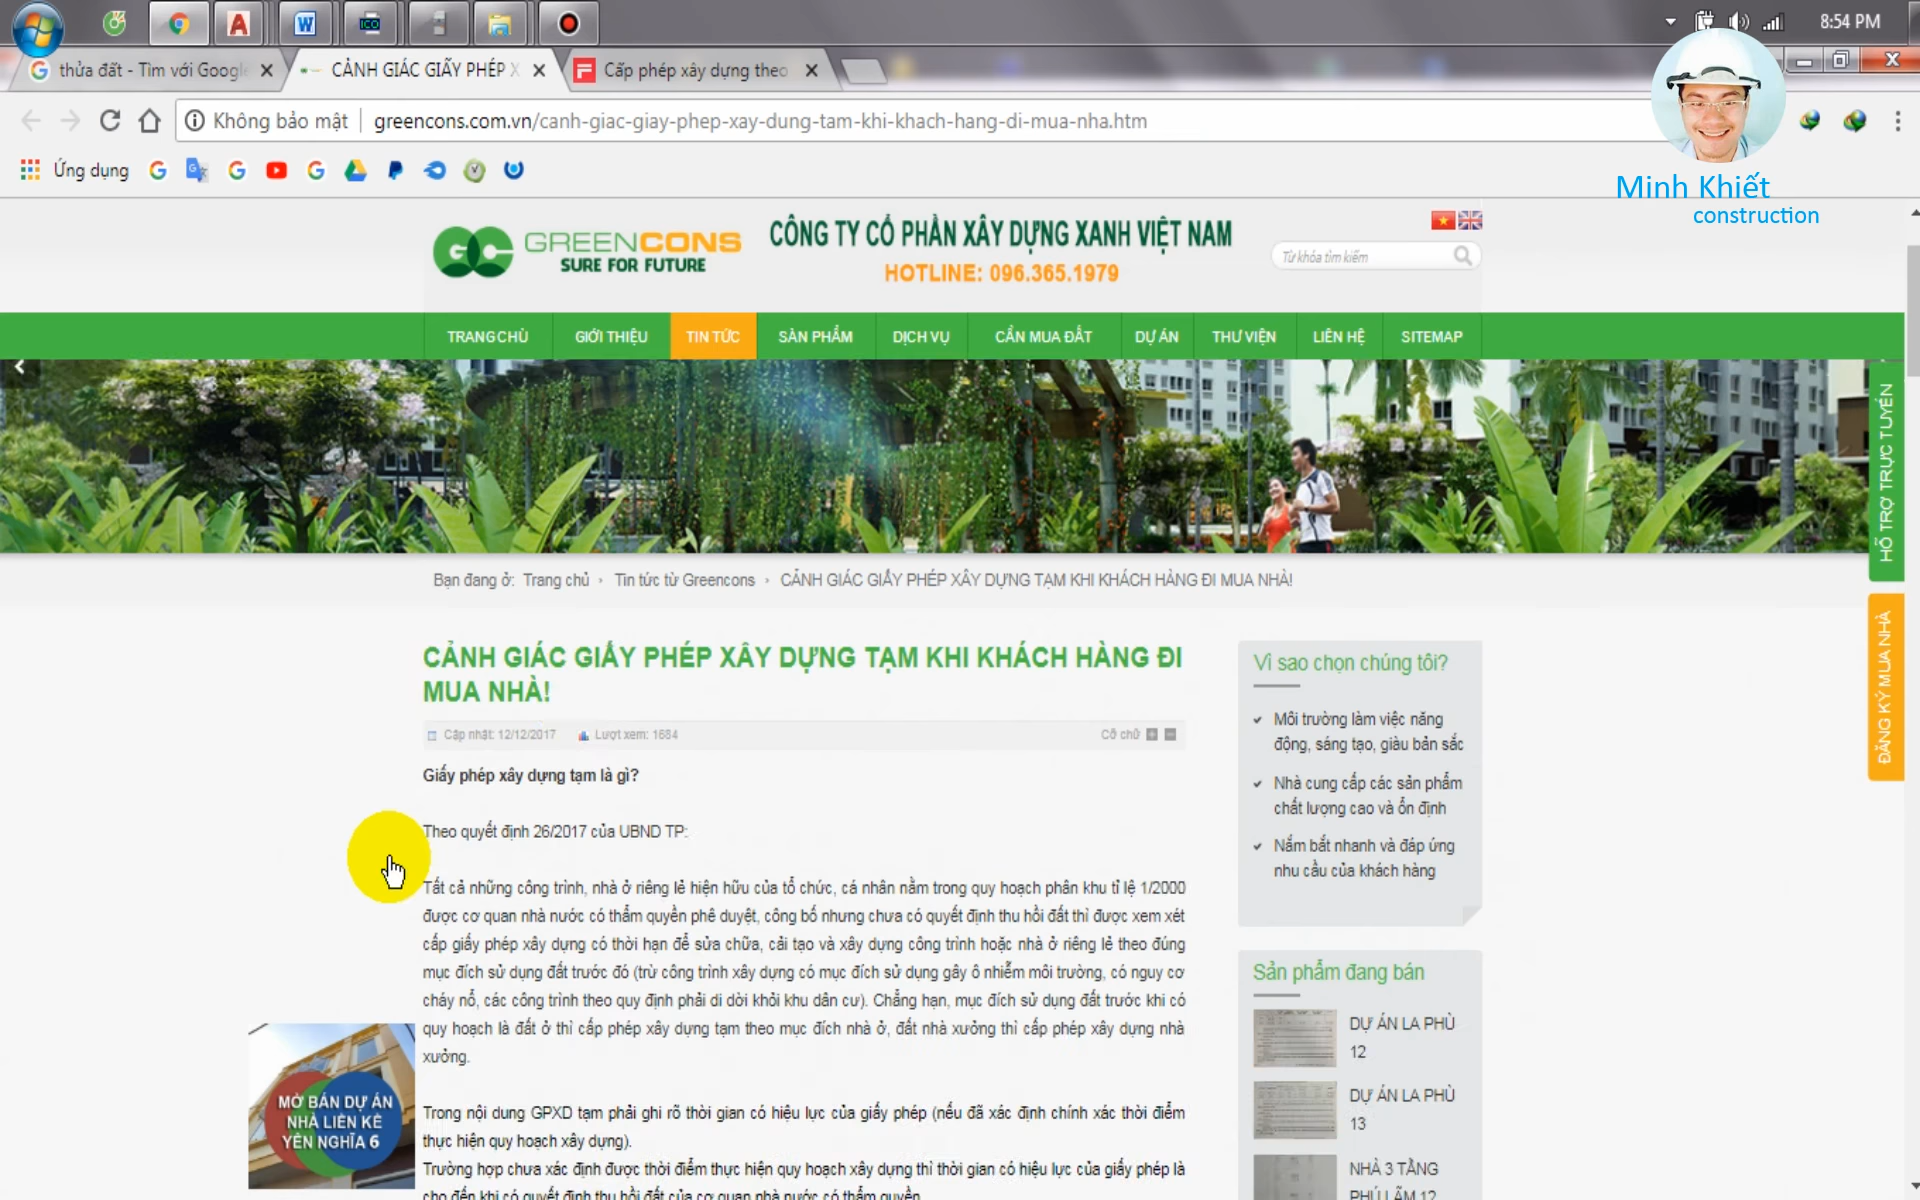 8:54 PM
thửa đất - Tìm với Googl
CẢNH GIÁC GIẤY PHÉP X
Cấp phép xây dựng theo
Không bảo mật
greencons.com.vn/canh-giac-giay-phep-xay-dung-tam-khi-khach-hang-di-mua-nha.htm
Ứng dụng
Minh Khiết
construction
GREENCONS
SURE FOR FUTURE
CÔNG TY CỔ PHẦN XÂY DỰNG XANH VIỆT NAM
HOTLINE: 096.365.1979
Từ khóa tìm kiếm
TRANG CHỦ GIỚI THIỆU TIN TỨC SẢN PHẨM DỊCH VỤ CẦN MUA ĐẤT DỰ ÁN THƯ VIỆN LIÊN HỆ SITEMAP
HỖ TRỢ TRỰC TUYẾN
ĐĂNG KÝ MUA NHÀ
Bạn đang ở: Trang chủ › Tin tức từ Greencons › CẢNH GIÁC GIẤY PHÉP XÂY DỰNG TẠM KHI KHÁCH HÀNG ĐI MUA NHÀ!
CẢNH GIÁC GIẤY PHÉP XÂY DỰNG TẠM KHI KHÁCH HÀNG ĐI
MUA NHÀ!
Cập nhật: 12/12/2017 Lượt xem: 1684 Cỡ chữ
Giấy phép xây dựng tạm là gì?
Theo quyết định 26/2017 của UBND TP:
Tất cả những công trình, nhà ở riêng lẻ hiện hữu của tổ chức, cá nhân nằm trong quy hoạch phân khu tỉ lệ 1/2000
được cơ quan nhà nước có thẩm quyền phê duyệt, công bố nhưng chưa có quyết định thu hồi đất thì được xem xét
cấp giấy phép xây dựng có thời hạn để sửa chữa, cải tạo và xây dựng công trình hoặc nhà ở riêng lẻ theo đúng
mục đích sử dụng đất trước đó (trừ công trình xây dựng có mục đích sử dụng gây ô nhiễm môi trường, có nguy cơ
cháy nổ, các công trình theo quy định phải di dời khỏi khu dân cư). Chẳng hạn, mục đích sử dụng đất trước khi có
quy hoạch là đất ở thì cấp phép xây dựng tạm theo mục đích nhà ở, đất nhà xưởng thì cấp phép xây dựng nhà
xưởng.
Trong nội dung GPXD tạm phải ghi rõ thời gian có hiệu lực của giấy phép (nếu đã xác định chính xác thời điểm
thực hiện quy hoạch xây dựng).
Trường hợp chưa xác định được thời điểm thực hiện quy hoạch xây dựng thì thời gian có hiệu lực của giấy phép là
cho đến khi có quyết định thu hồi đất của cơ quan nhà nước có thẩm quyền
MỞ BÁN DỰ ÁN
NHÀ LIỀN KỀ
YÊN NGHĨA 6
Vì sao chọn chúng tôi?
Môi trường làm việc năng
động, sáng tạo, giàu bản sắc
Nhà cung cấp các sản phẩm
chất lượng cao và ổn định
Nắm bắt nhanh và đáp ứng
nhu cầu của khách hàng
Sản phẩm đang bán
DỰ ÁN LA PHÙ
12
DỰ ÁN LA PHÙ
13
NHÀ 3 TẦNG
PHÚ LÃM 12